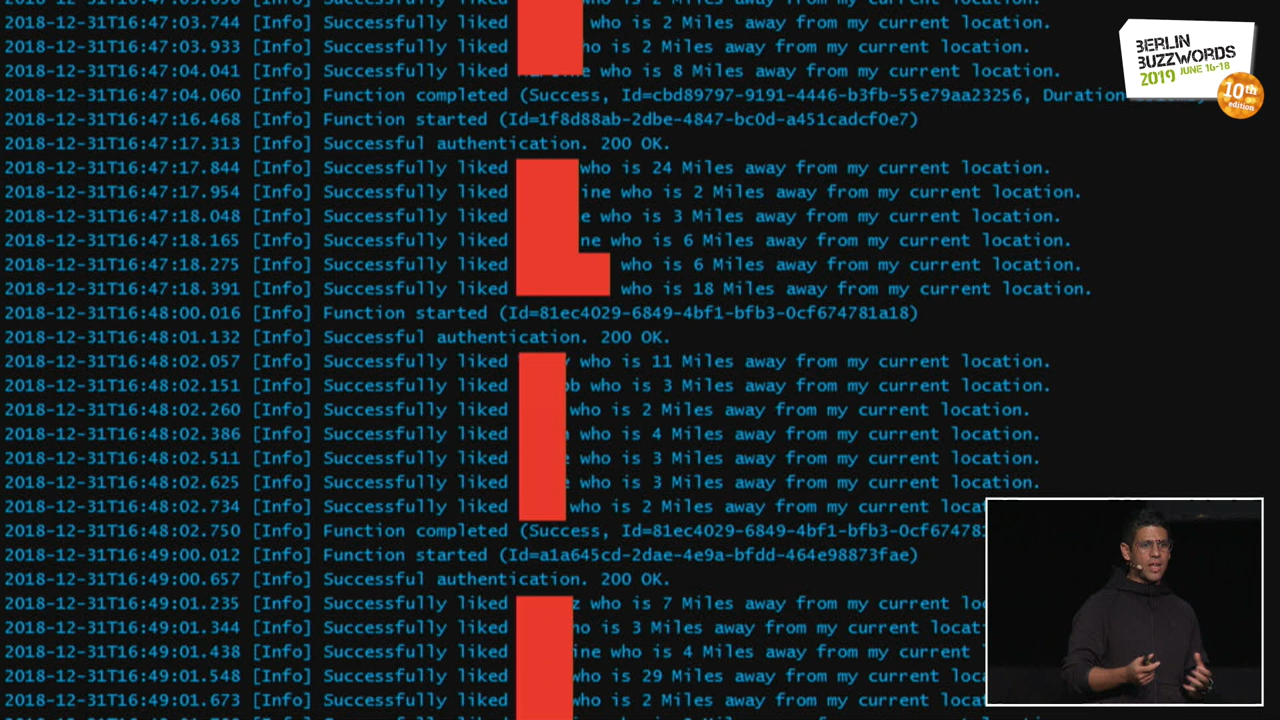 2018-12-31T16:47:03.744 [Info] Successfully liked who is 2 Miles away from my current location.
2018-12-31T16:47:03.933 [Info] Successfully liked ho is 2 Miles away from my current location.
2018-12-31T16:47:04.041 [Info] Successfully liked who is 8 Miles away from my current location.
2018-12-31T16:47:04.060 [Info] Function completed (Success, Id=cbd89797-9191-4446-b3fb-55e79aa23256, Duration
2018-12-31T16:47:16.468 [Info] Function started (Id=1f8d88ab-2dbe-4847-bc0d-a451cadcf0e7)
2018-12-31T16:47:17.313 [Info] Successful authentication. 200 OK.
2018-12-31T16:47:17.844 [Info] Successfully liked who is 24 Miles away from my current location.
2018-12-31T16:47:17.954 [Info] Successfully liked ine who is 2 Miles away from my current location.
2018-12-31T16:47:18.048 [Info] Successfully liked e who is 3 Miles away from my current location.
2018-12-31T16:47:18.165 [Info] Successfully liked ne who is 6 Miles away from my current location.
2018-12-31T16:47:18.275 [Info] Successfully liked who is 6 Miles away from my current location.
2018-12-31T16:47:18.391 [Info] Successfully liked who is 18 Miles away from my current location.
2018-12-31T16:48:00.016 [Info] Function started (Id=81ec4029-6849-4bf1-bfb3-0cf674781a18)
2018-12-31T16:48:01.132 [Info] Successful authentication. 200 OK.
2018-12-31T16:48:02.057 [Info] Successfully liked who is 11 Miles away from my current location.
2018-12-31T16:48:02.151 [Info] Successfully liked ob who is 3 Miles away from my current location.
2018-12-31T16:48:02.260 [Info] Successfully liked who is 2 Miles away from my current location.
2018-12-31T16:48:02.386 [Info] Successfully liked who is 4 Miles away from my current location.
2018-12-31T16:48:02.511 [Info] Successfully liked who is 3 Miles away from my current location.
2018-12-31T16:48:02.625 [Info] Successfully liked who is 3 Miles away from my current location.
2018-12-31T16:48:02.734 [Info] Successfully liked who is 2 Miles away from my current location.
2018-12-31T16:48:02.750 [Info] Function completed (Success, Id=81ec4029-6849-4bf1-bfb3-0cf67478
2018-12-31T16:49:00.012 [Info] Function started (Id=a1a645cd-2dae-4e9a-bfdd-464e98873fae)
2018-12-31T16:49:00.657 [Info] Successful authentication. 200 OK.
2018-12-31T16:49:01.235 [Info] Successfully liked z who is 7 Miles away from my current lo
2018-12-31T16:49:01.344 [Info] Successfully liked ho is 3 Miles away from my current locat
2018-12-31T16:49:01.438 [Info] Successfully liked ine who is 4 Miles away from my current
2018-12-31T16:49:01.548 [Info] Successfully liked who is 29 Miles away from my current loc
2018-12-31T16:49:01.673 [Info] Successfully liked who is 2 Miles away from my current loca
BERLIN
BUZZWORDS
2019 JUNE 16-18
10th
edition